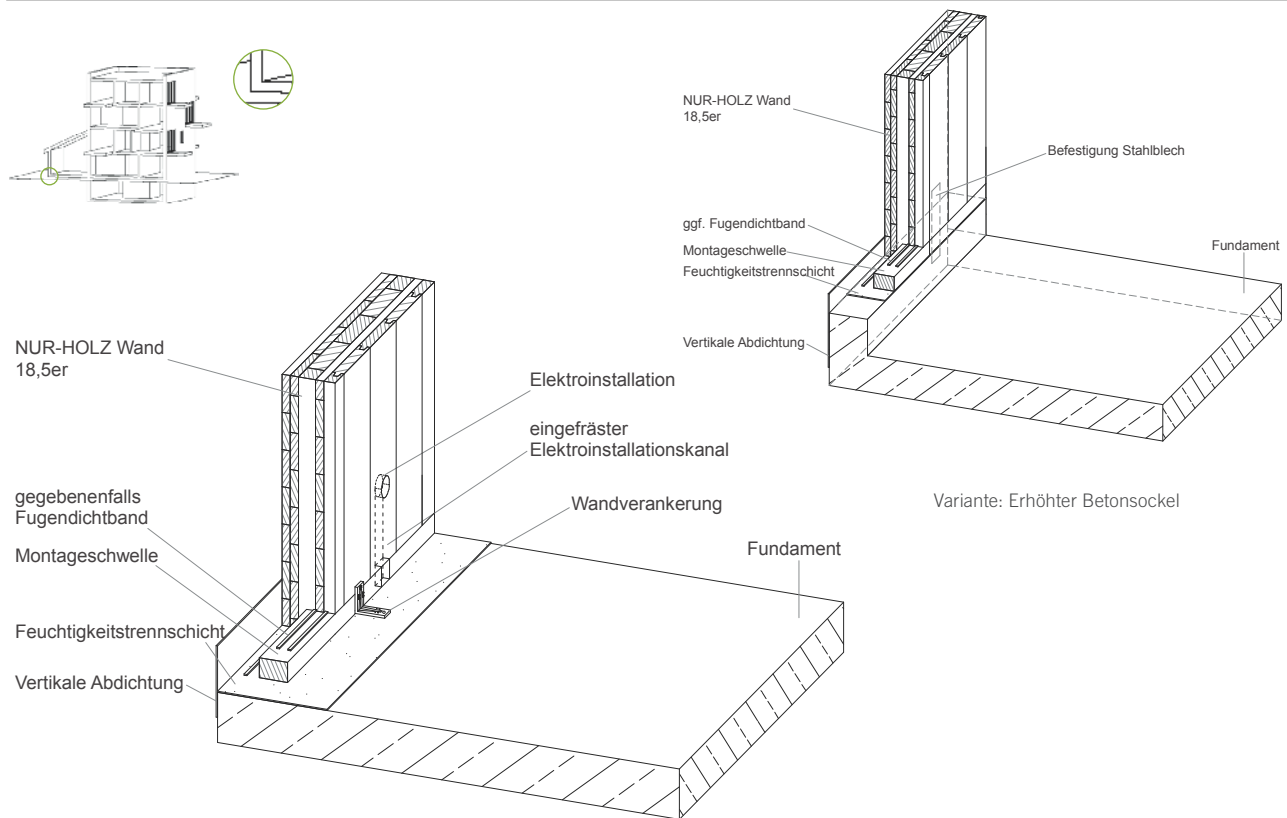 NUR-HOLZ Wand
18,5er
Befestigung Stahlblech
ggf. Fugendichtband
Montageschwelle
Feuchtigkeitstrennschicht
Fundament
Vertikale Abdichtung
Variante: Erhöhter Betonsockel
NUR-HOLZ Wand
18,5er
Elektroinstallation
eingefräster
Elektroinstallationskanal
gegebenenfalls
Fugendichtband
Wandverankerung
Montageschwelle
Fundament
Feuchtigkeitstrennschicht
Vertikale Abdichtung